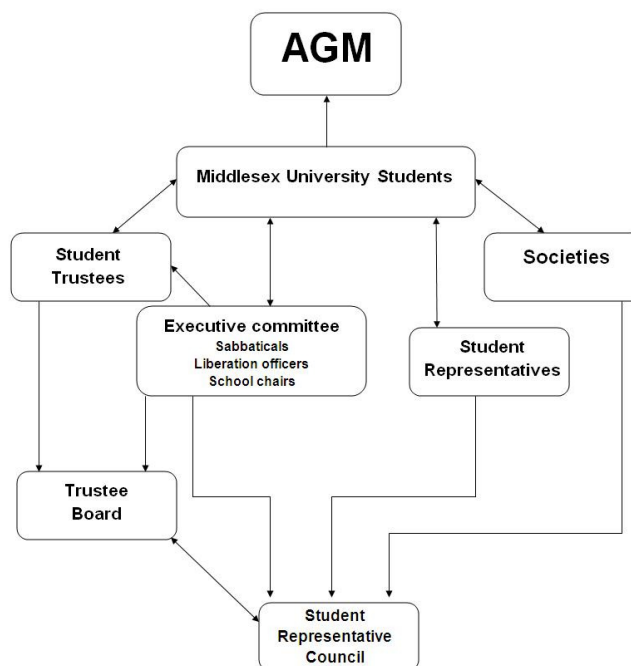 AGM
Middlesex University Students
Student
Trustees
Societies
Executive committee
Sabbaticals
Liberation officers
School chairs
Student
Representatives
Trustee
Board
Student
Representative
Council